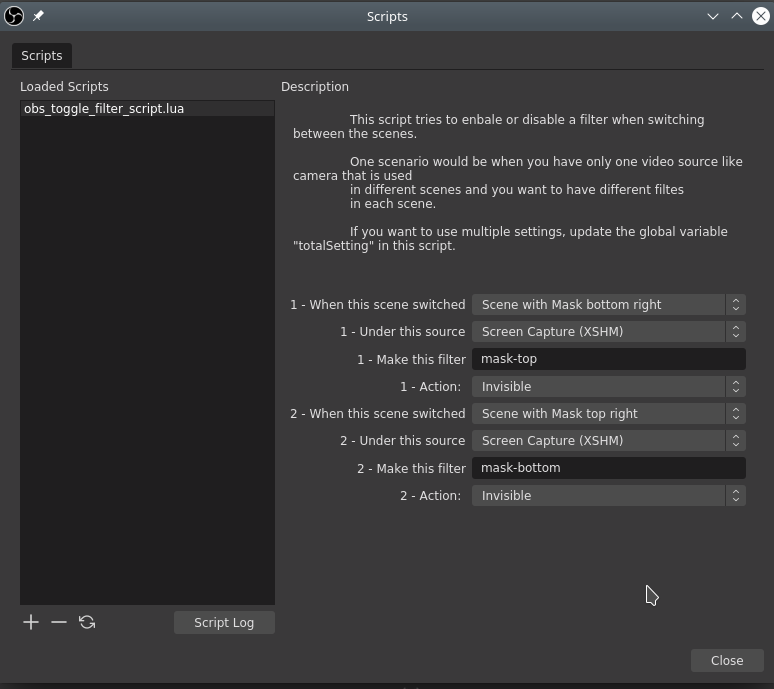 Scripts
Scripts
Loaded Scripts
Description
obs_toggle_filter_script.lua
This script tries to enbale or disable a filter when switching
between the scenes.
One scenario would be when you have only one video source like
camera that is used
in different scenes and you want to have different filtes
in each scene.
If you want to use multiple settings, update the global variable
"totalSetting" in this script.
1 - When this scene switched Scene with Mask bottom right
1 - Under this source Screen Capture (XSHM)
1 - Make this filter mask-top
1 - Action: Invisible
2 - When this scene switched Scene with Mask top right
2 - Under this source Screen Capture (XSHM)
2 - Make this filter mask-bottom
2 - Action: Invisible
Script Log
Close